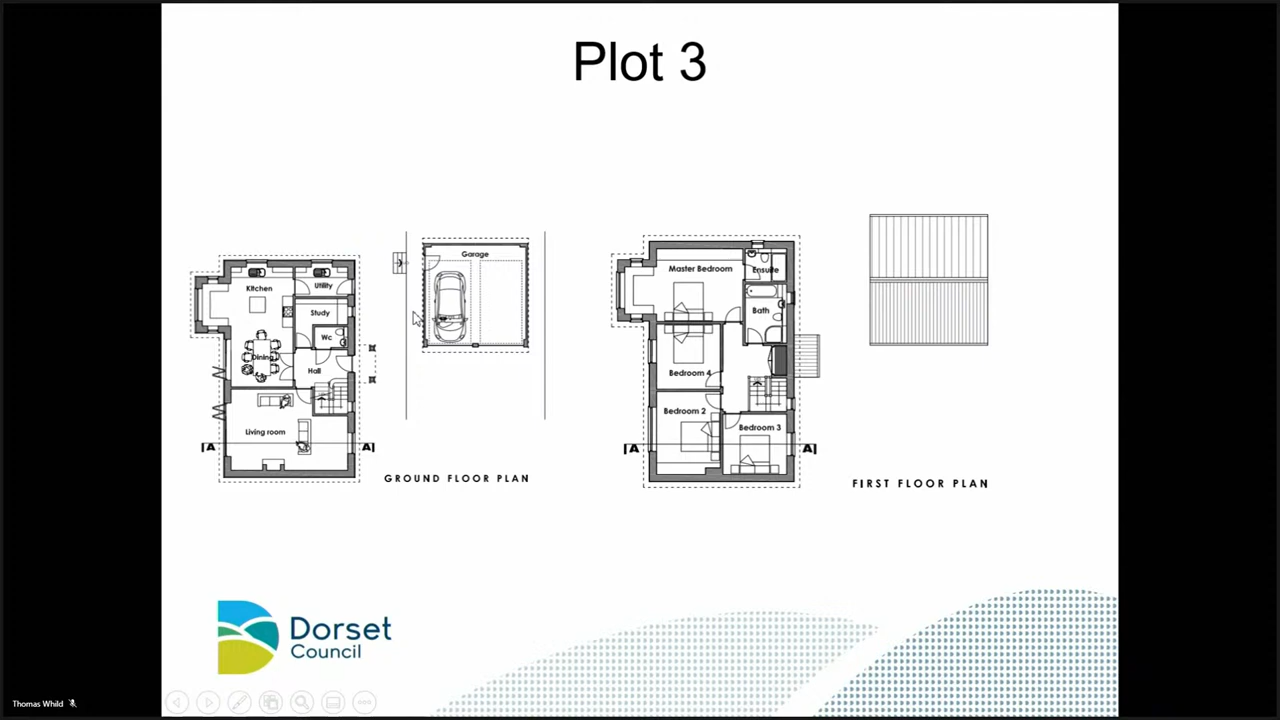 Plot 3
Garage
Kitchen
Utility
Study
Wc
Dining
Hall
Living room
A
A
GROUND FLOOR PLAN
Master Bedroom
Ensuite
Bath
Bedroom 4
Bedroom 2
Bedroom 3
A
A
FIRST FLOOR PLAN
Dorset
Council
Thomas Whild